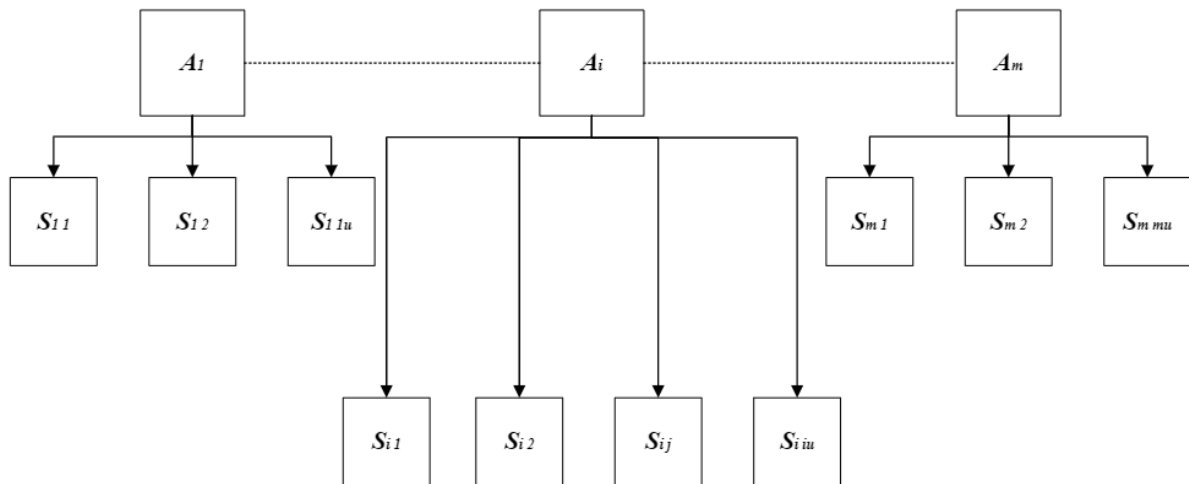 A1 Ai Am
S1 1 S1 2 S1 1u Sm 1 Sm 2 Sm mu
Si 1 Si 2 Si j Si iu